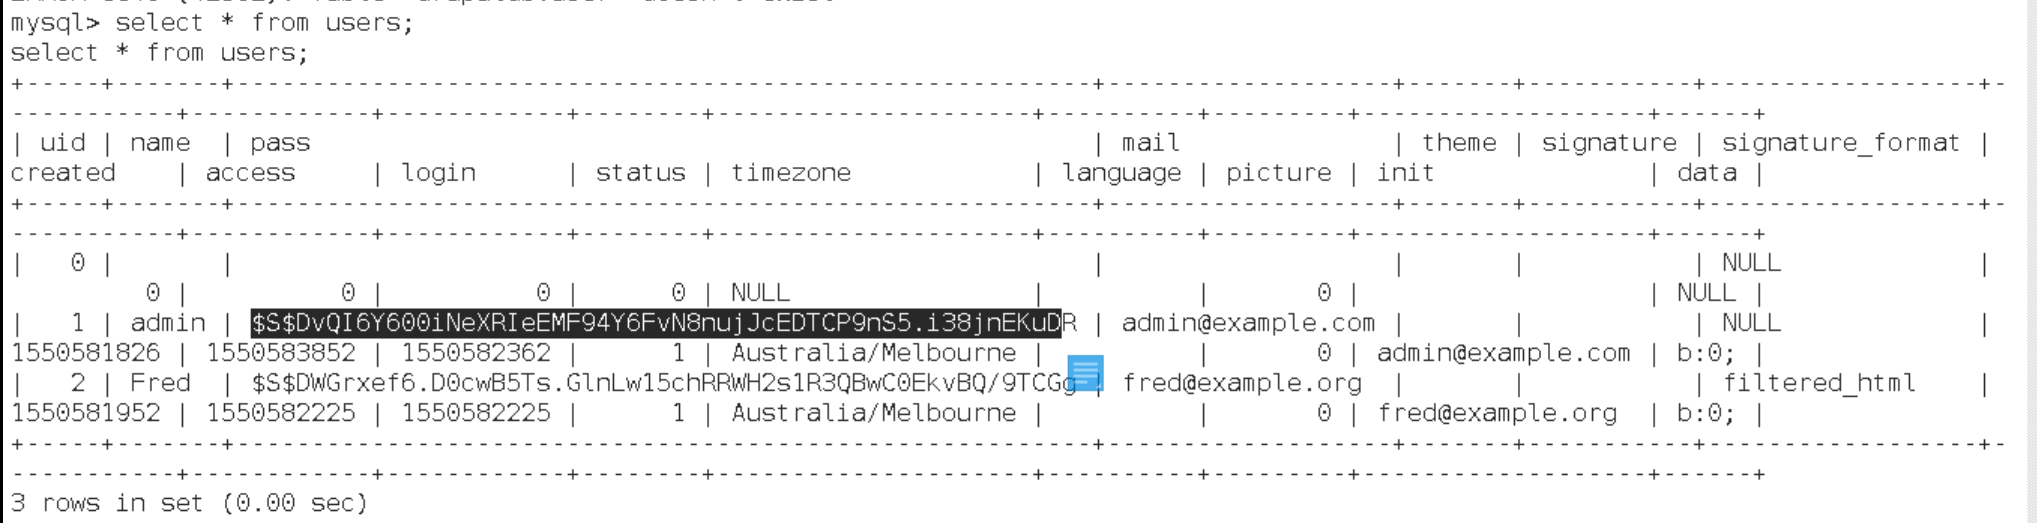 mysql> select * from users;
select * from users;
+-----+-------+---------------------------------------------------------+-------------------+-------+-----------+------------------+-
-----------+------------+------------+--------+---------------------+----------+---------+-------------------+------+
| uid | name | pass | mail | theme | signature | signature_format |
created | access | login | status | timezone | language | picture | init | data |
+-----+-------+---------------------------------------------------------+-------------------+-------+-----------+------------------+-
-----------+------------+------------+--------+---------------------+----------+---------+-------------------+------+
| 0 | | | | | | NULL |
0 | 0 | 0 | 0 | NULL | | 0 | | NULL |
| 1 | admin | $S$DvQI6Y600iNeXRIeEMF94Y6FvN8nujJcEDTCP9nS5.i38jnEKuDR | admin@example.com | | | NULL |
1550581826 | 1550583852 | 1550582362 | 1 | Australia/Melbourne | | 0 | admin@example.com | b:0; |
| 2 | Fred | $S$DWGrxef6.D0cwB5Ts.GlnLw15chRRWH2s1R3QBwC0EkvBQ/9TCGg | fred@example.org | | | filtered_html |
1550581952 | 1550582225 | 1550582225 | 1 | Australia/Melbourne | | 0 | fred@example.org | b:0; |
+-----+-------+---------------------------------------------------------+-------------------+-------+-----------+------------------+-
-----------+------------+------------+--------+---------------------+----------+---------+-------------------+------+
3 rows in set (0.00 sec)